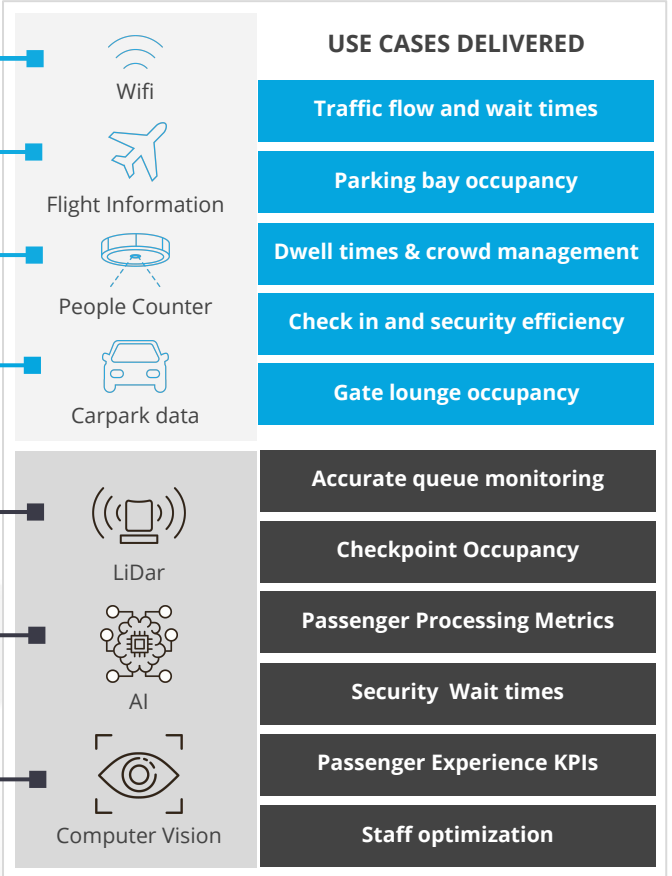 USE CASES DELIVERED
Wifi
Traffic flow and wait times
Flight Information
Parking bay occupancy
People Counter
Dwell times & crowd management
Check in and security efficiency
Carpark data
Gate lounge occupancy
LiDar
Accurate queue monitoring
Checkpoint Occupancy
AI
Passenger Processing Metrics
Security Wait times
Computer Vision
Passenger Experience KPIs
Staff optimization